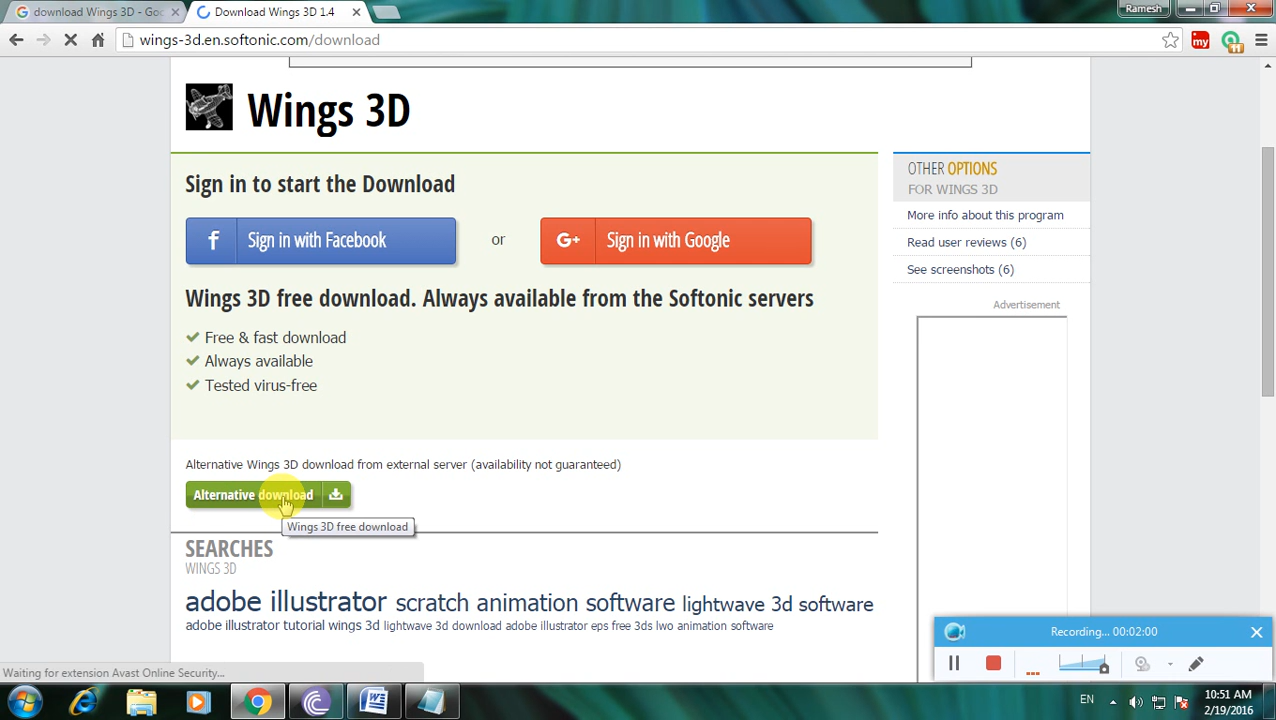 download Wings 3D - Goo
Download Wings 3D 1.4
Ramesh
wings-3d.en.softonic.com/download
my
11
Wings 3D
Sign in to start the Download
f Sign in with Facebook
or
G+ Sign in with Google
Wings 3D free download. Always available from the Softonic servers
Free & fast download
Always available
Tested virus-free
Alternative Wings 3D download from external server (availability not guaranteed)
Alternative download
Wings 3D free download
SEARCHES
WINGS 3D
adobe illustrator scratch animation software lightwave 3d software
adobe illustrator tutorial wings 3d lightwave 3d download adobe illustrator eps free 3ds lwo animation software
OTHER OPTIONS
FOR WINGS 3D
More info about this program
Read user reviews (6)
See screenshots (6)
Advertisement
Recording... 00:02:00
Waiting for extension Avast Online Security...
EN
10:51 AM
2/19/2016